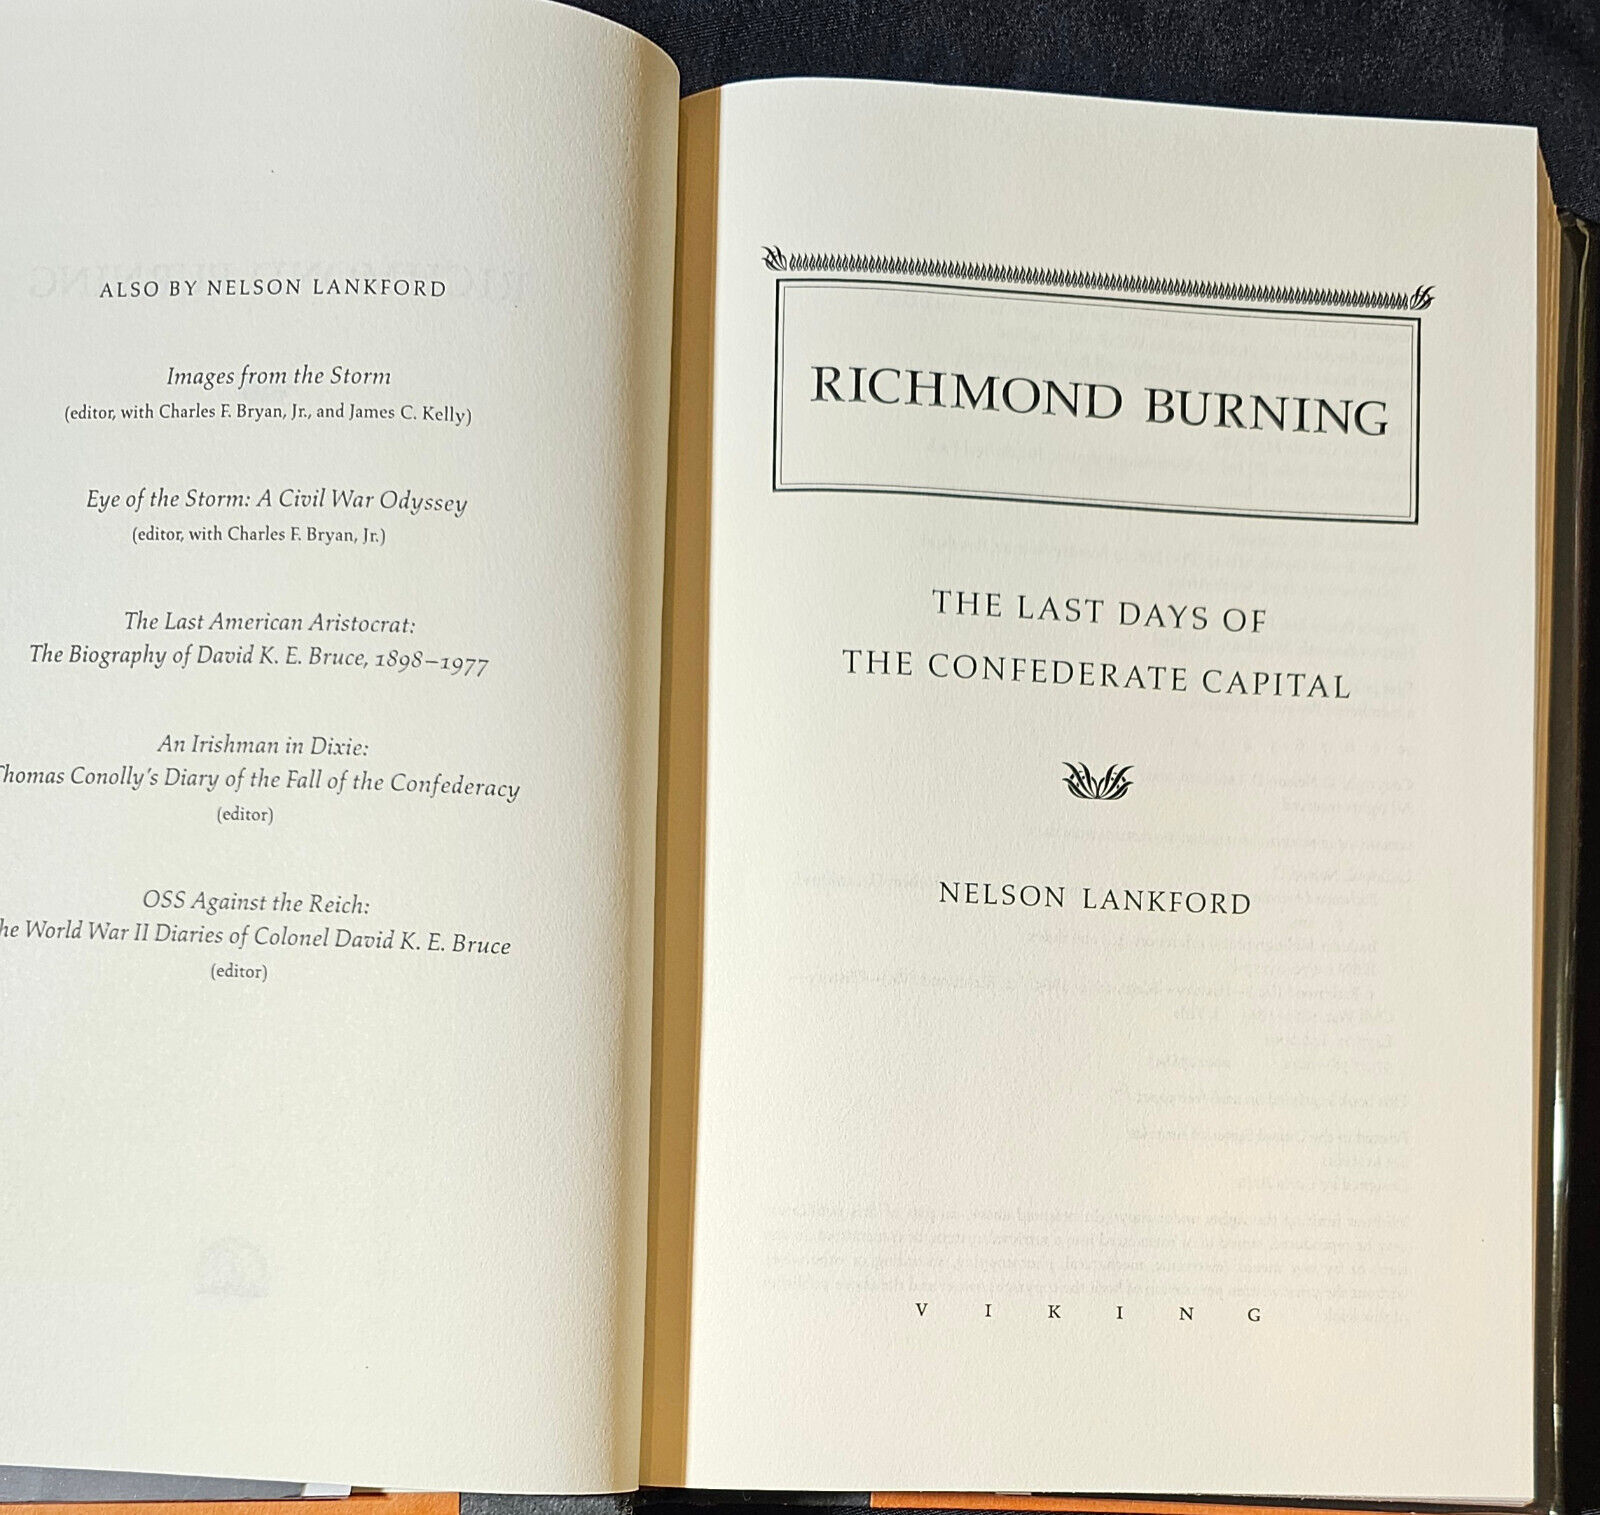 ALSO BY NELSON LANKFORD
Images from the Storm
(editor, with Charles F. Bryan, Jr., and James C. Kelly)
Eye of the Storm: A Civil War Odyssey
(editor, with Charles F. Bryan, Jr.)
The Last American Aristocrat:
The Biography of David K. E. Bruce, 1898–1977
An Irishman in Dixie:
Thomas Conolly's Diary of the Fall of the Confederacy
(editor)
OSS Against the Reich:
he World War II Diaries of Colonel David K. E. Bruce
(editor)
RICHMOND BURNING
THE LAST DAYS OF
THE CONFEDERATE CAPITAL
NELSON LANKFORD
VIKING